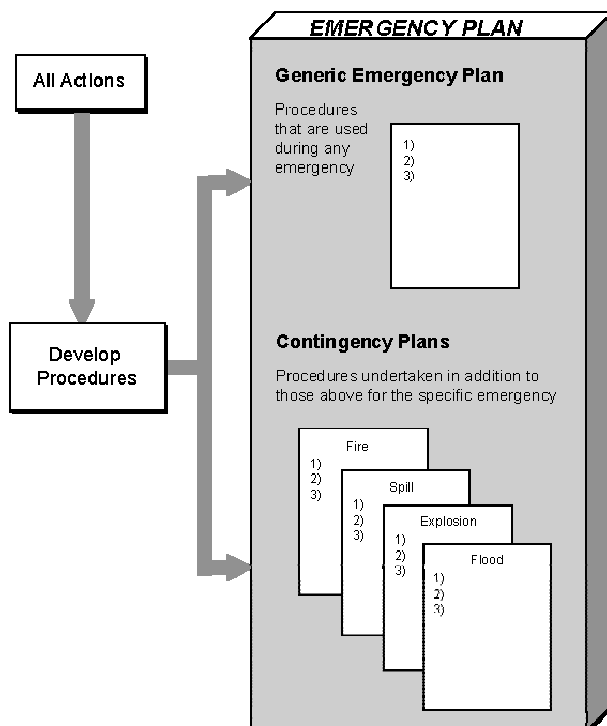 EMERGENCY PLAN
All Actions
Generic Emergency Plan
Procedures
that are used
during any
emergency
1)
2)
3)
Develop
Procedures
Contingency Plans
Procedures undertaken in addition to
those above for the specific emergency
Fire
1)
2)
3)
Spill
1)
2)
3)
Explosion
1)
2)
3)
Flood
1)
2)
3)